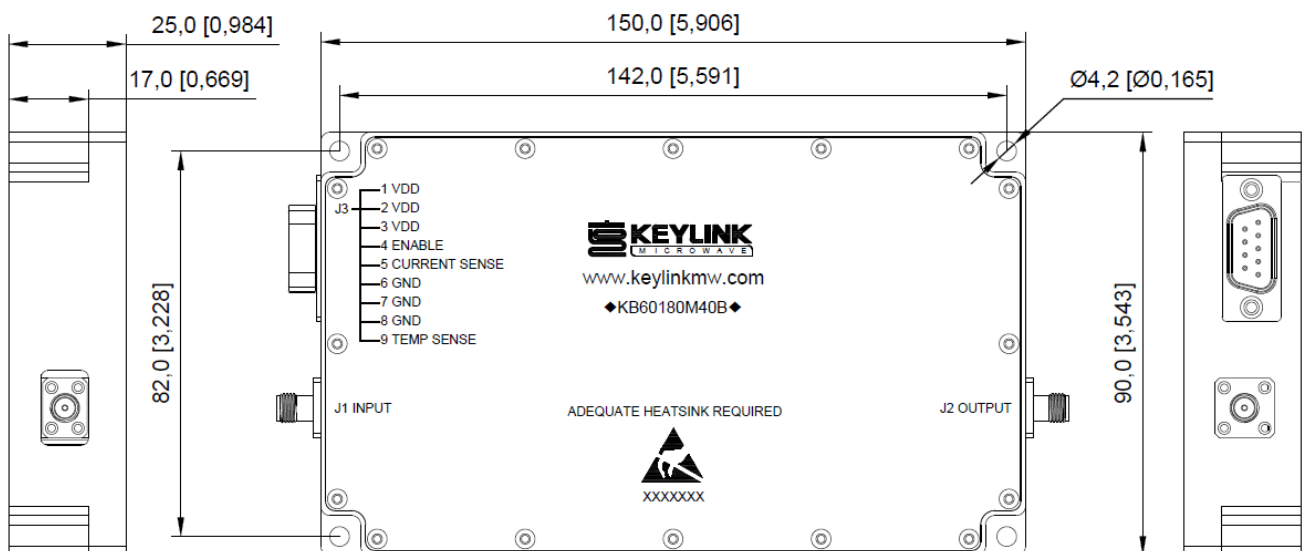 25,0 [0,984]
150,0 [5,906]
17,0 [0,669]
142,0 [5,591]
Ø4,2 [Ø0,165]
82,0 [3,228]
90,0 [3,543]
J3
1 VDD
2 VDD
3 VDD
4 ENABLE
5 CURRENT SENSE
6 GND
7 GND
8 GND
9 TEMP SENSE
KEYLINK
MICROWAVE
www.keylinkmw.com
◆KB60180M40B◆
J1 INPUT
ADEQUATE HEATSINK REQUIRED
J2 OUTPUT
XXXXXXX